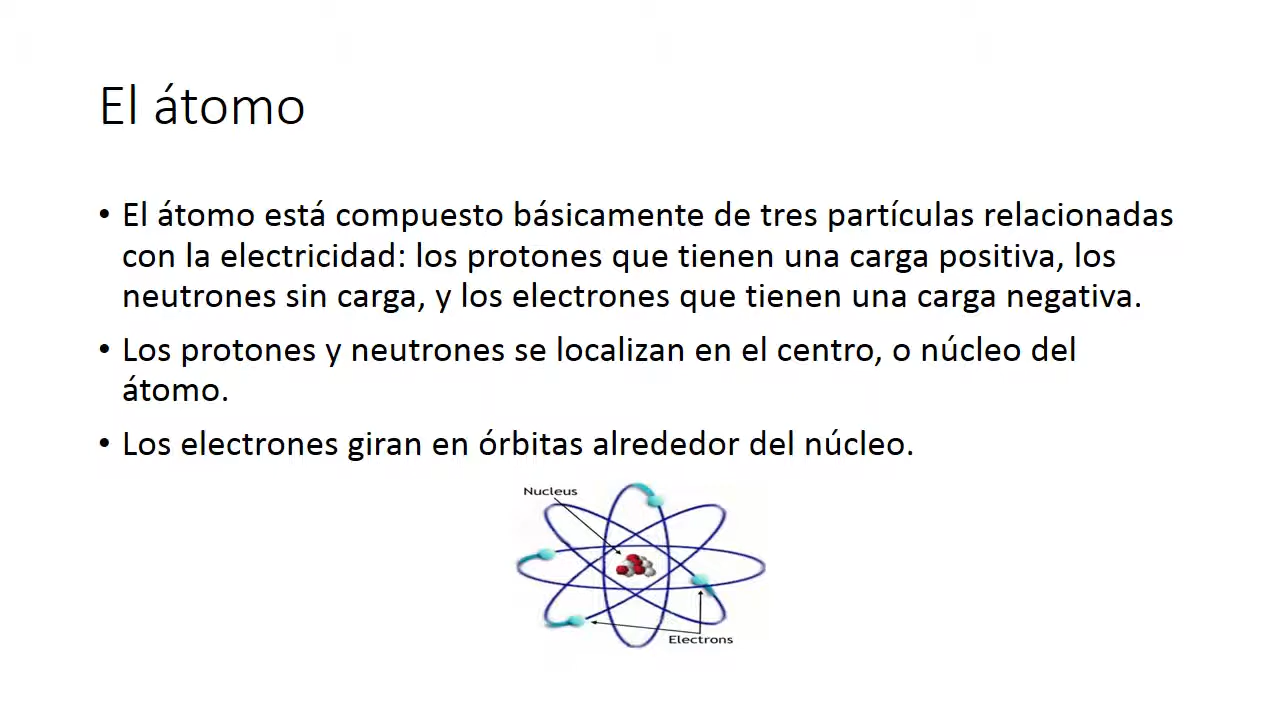 El átomo
• El átomo está compuesto básicamente de tres partículas relacionadas
con la electricidad: los protones que tienen una carga positiva, los
neutrones sin carga, y los electrones que tienen una carga negativa.
• Los protones y neutrones se localizan en el centro, o núcleo del
átomo.
• Los electrones giran en órbitas alrededor del núcleo.
Nucleus
Electrons